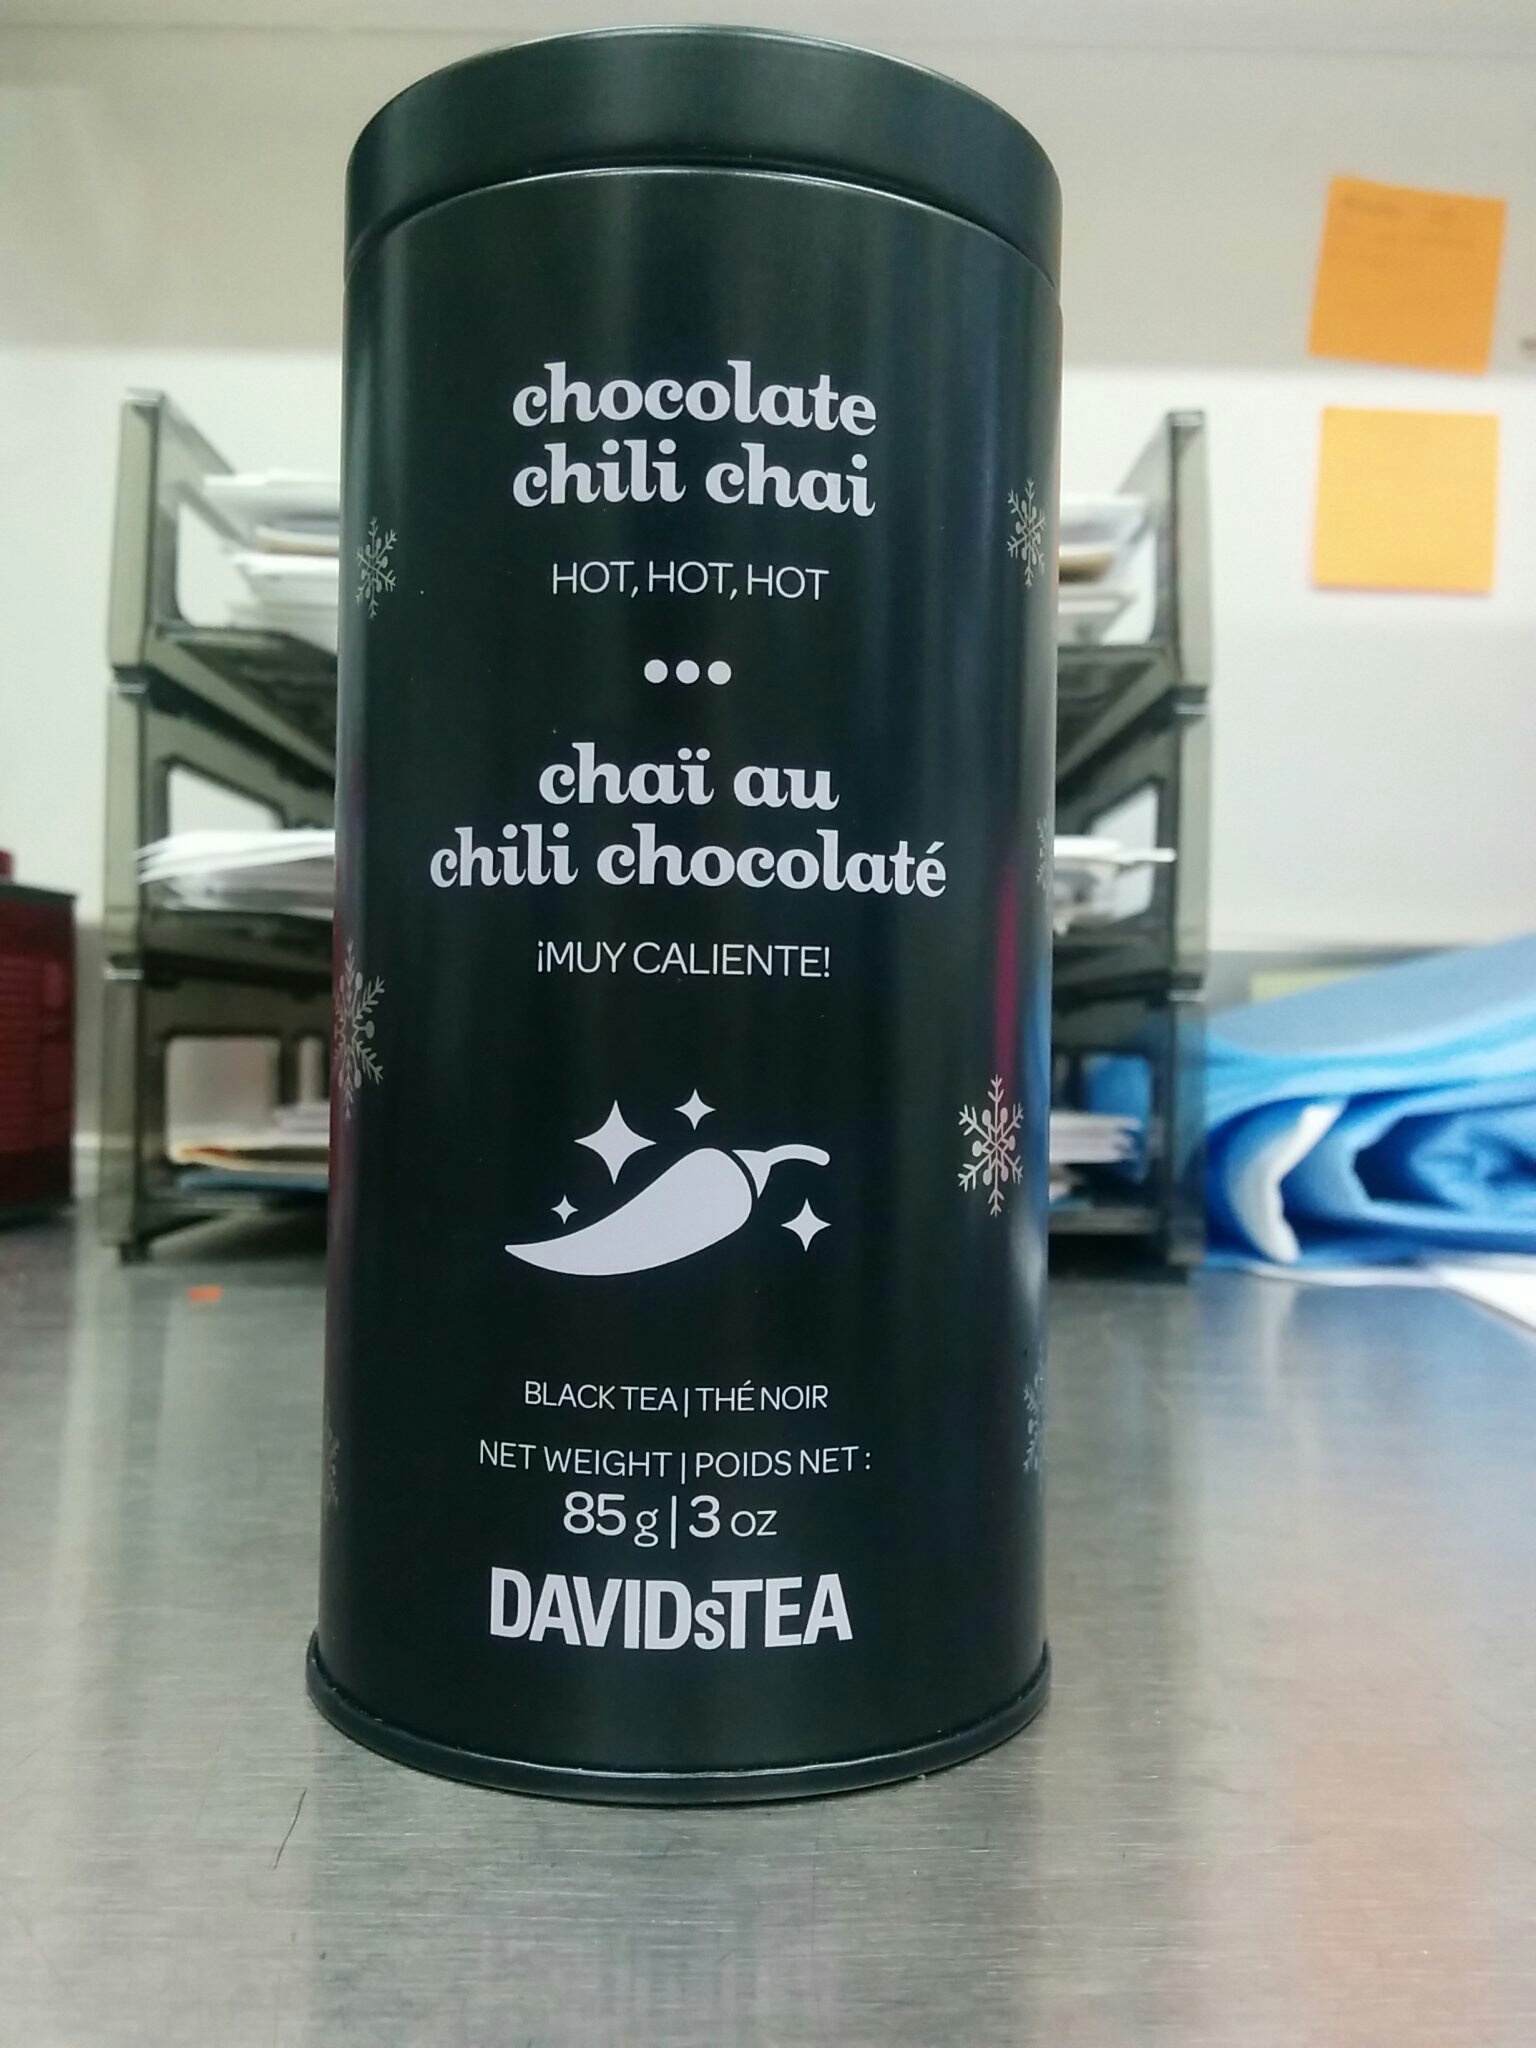 chocolate
chili chai
HOT, HOT, HOT
•••
chaï au
chili chocolaté
¡MUY CALIENTE!
BLACK TEA | THÉ NOIR
NET WEIGHT | POIDS NET :
85 g | 3 oz
DAVIDsTEA